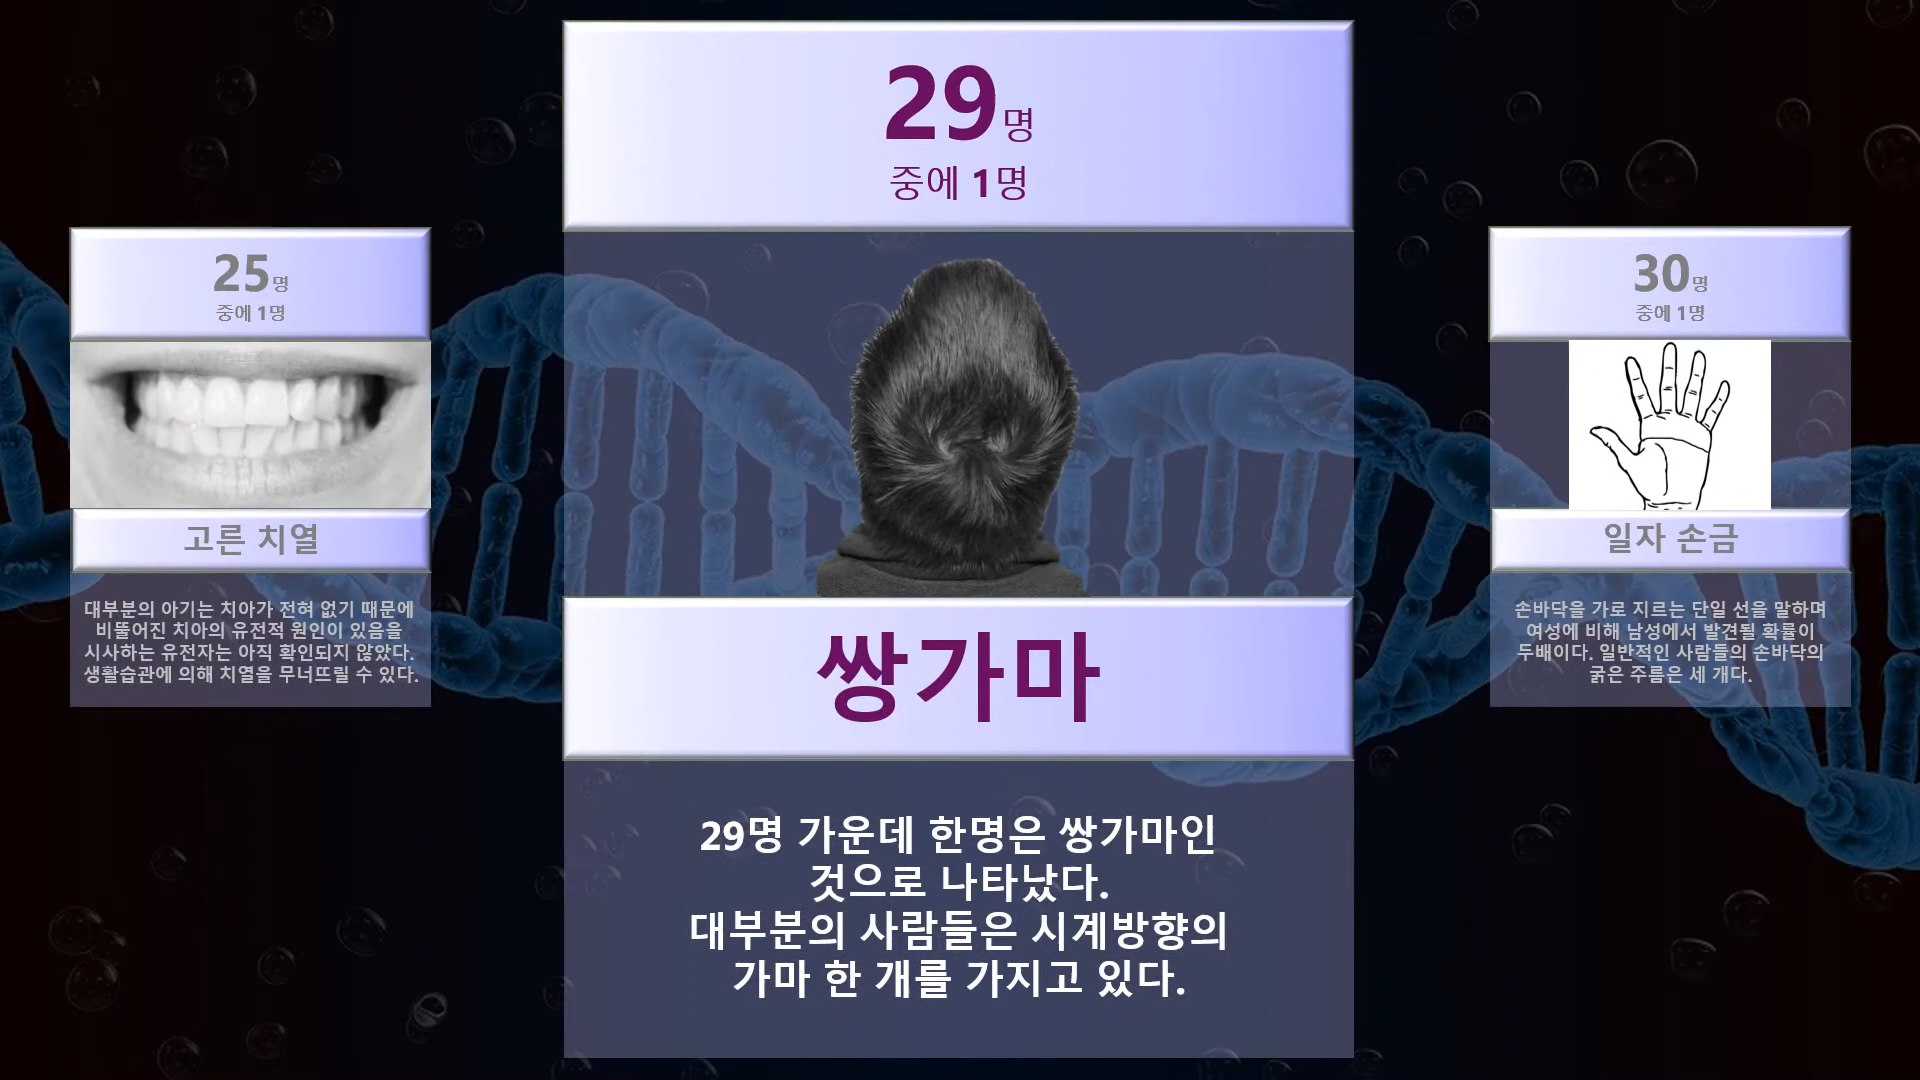 25명
중에 1명
고른 치열
대부분의 아기는 치아가 전혀 없기 때문에
비뚤어진 치아의 유전적 원인이 있음을
시사하는 유전자는 아직 확인되지 않았다.
생활습관에 의해 치열을 무너뜨릴 수 있다.
29명
중에 1명
쌍가마
29명 가운데 한명은 쌍가마인
것으로 나타났다.
대부분의 사람들은 시계방향의
가마 한 개를 가지고 있다.
30명
중에 1명
일자 손금
손바닥을 가로 지르는 단일 선을 말하며
여성에 비해 남성에서 발견될 확률이
두배이다. 일반적인 사람들의 손바닥의
굵은 주름은 세 개다.